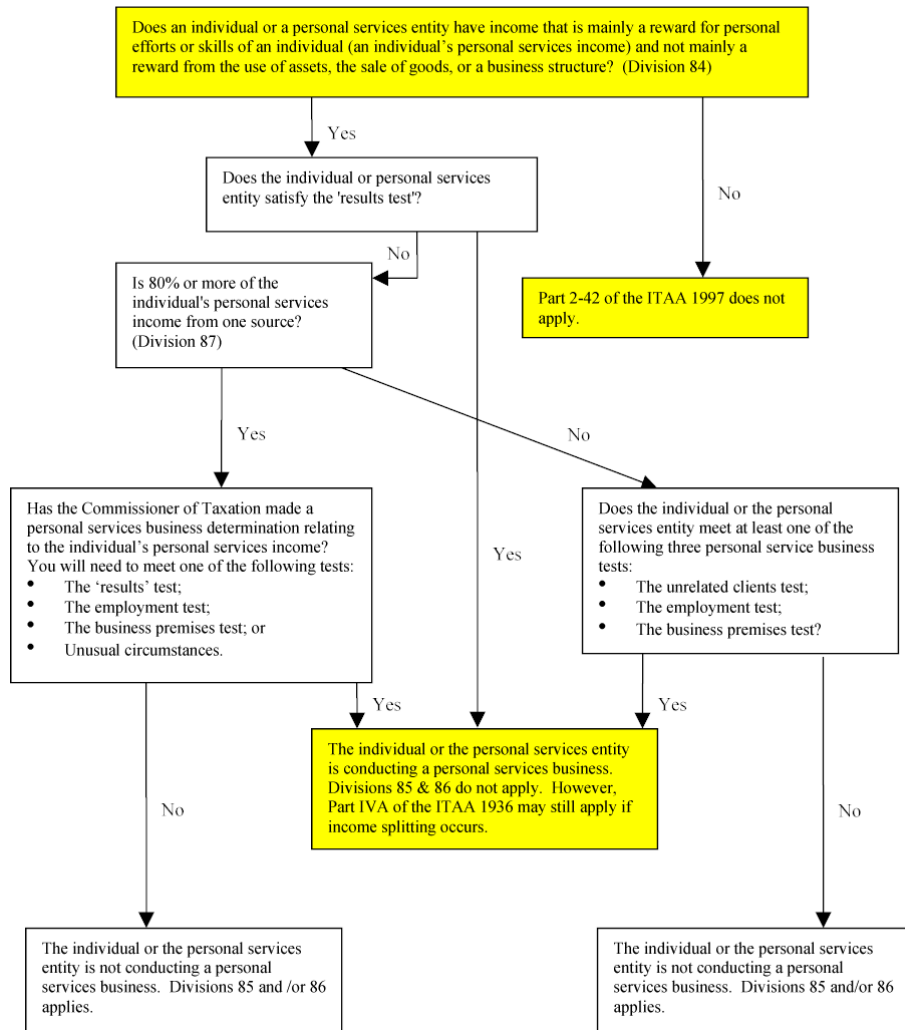 Does an individual or a personal services entity have income that is mainly a reward for personal
efforts or skills of an individual (an individual’s personal services income) and not mainly a
reward from the use of assets, the sale of goods, or a business structure?  (Division 84)
Yes
No
Does the individual or personal services
entity satisfy the 'results test'?
No
Is 80% or more of the
individual's personal services
income from one source?
(Division 87)
Part 2-42 of the ITAA 1997 does not
apply.
Yes
No
Yes
Has the Commissioner of Taxation made a
personal services business determination relating
to the individual’s personal services income?
You will need to meet one of the following tests:
• The ‘results’ test;
• The employment test;
• The business premises test; or
• Unusual circumstances.
Does the individual or the personal
services entity meet at least one of the
following three personal service business
tests:
• The unrelated clients test;
• The employment test;
• The business premises test?
Yes
Yes
The individual or the personal services entity
is conducting a personal services business.
Divisions 85 & 86 do not apply.  However,
Part IVA of the ITAA 1936 may still apply if
income splitting occurs.
No
No
The individual or the personal services
entity is not conducting a personal
services business.  Divisions 85 and /or 86
applies.
The individual or the personal services
entity is not conducting a personal
services business.  Divisions 85 and/or 86
applies.